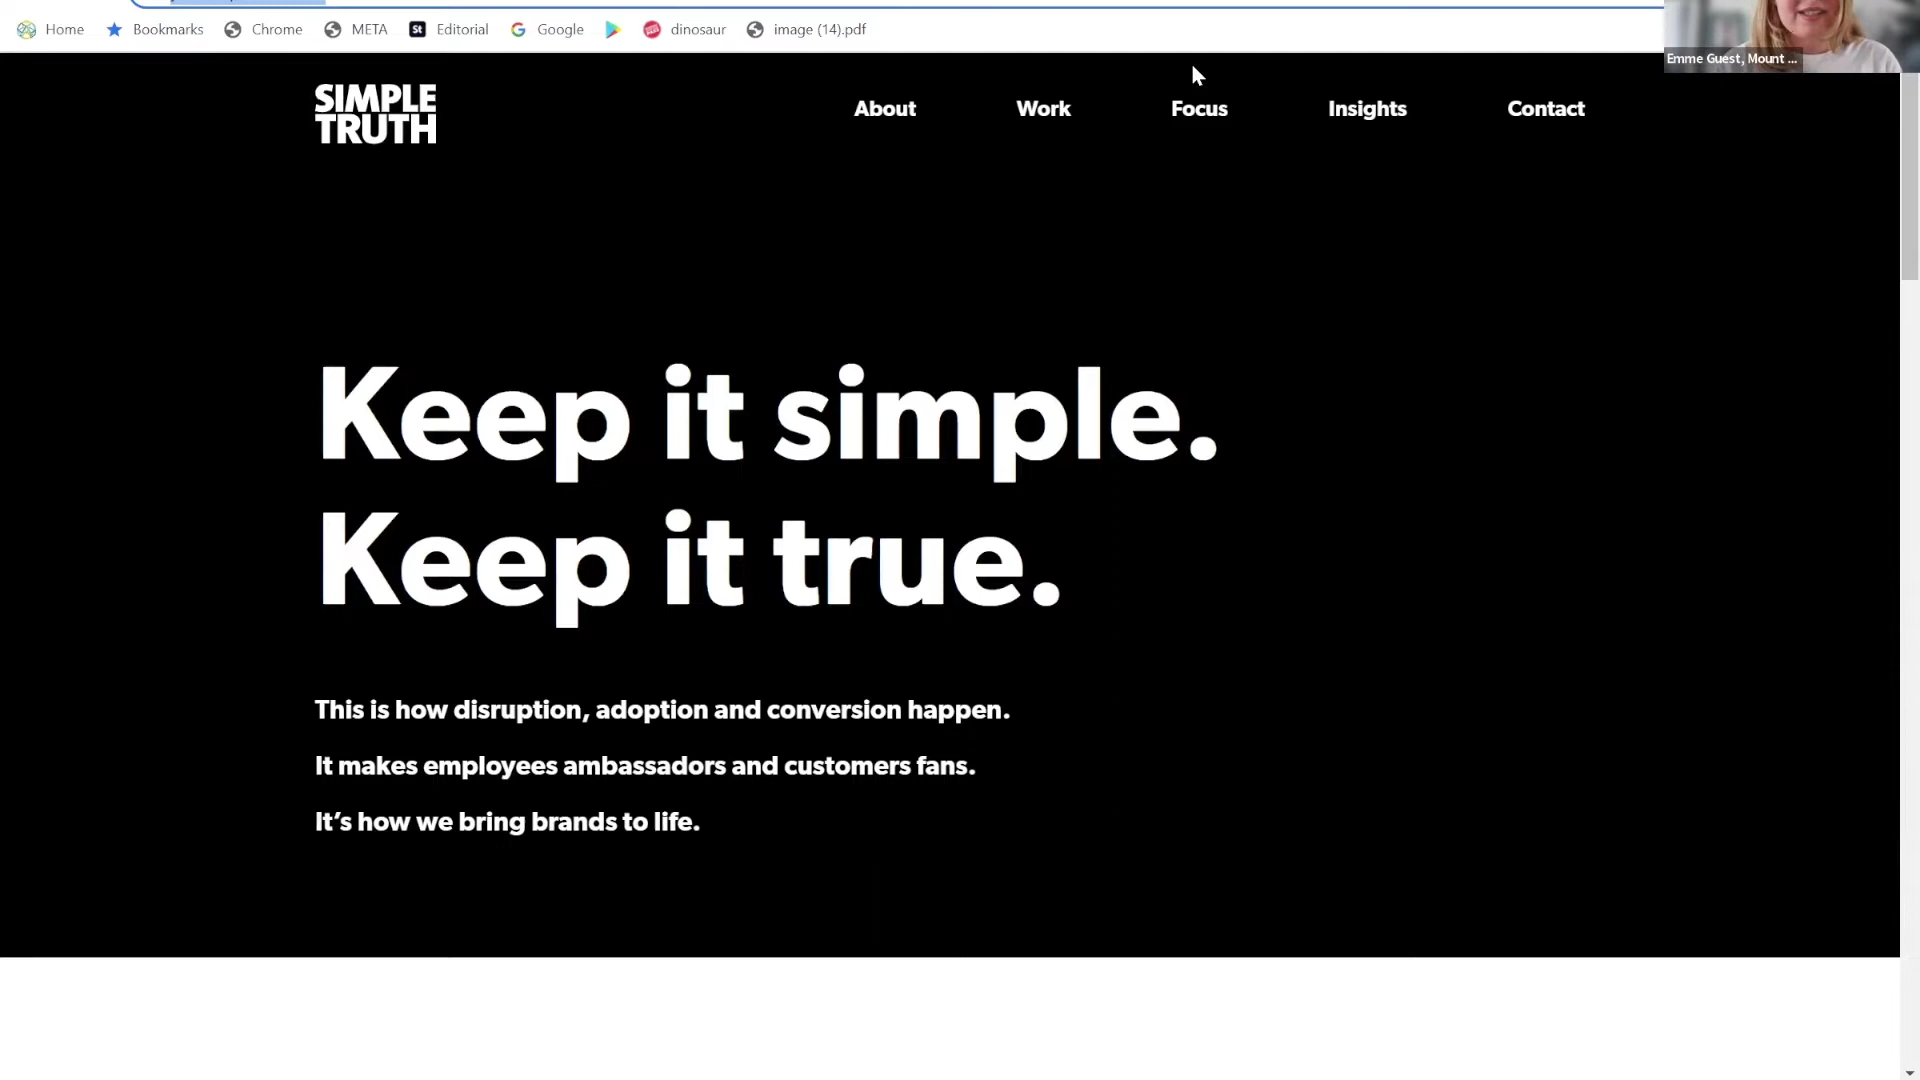 Home Bookmarks Chrome META St Editorial Google dinosaur image (14).pdf
Emme Guest, Mount ...
SIMPLE
TRUTH
About Work Focus Insights Contact
Keep it simple.
Keep it true.
This is how disruption, adoption and conversion happen.
It makes employees ambassadors and customers fans.
It’s how we bring brands to life.